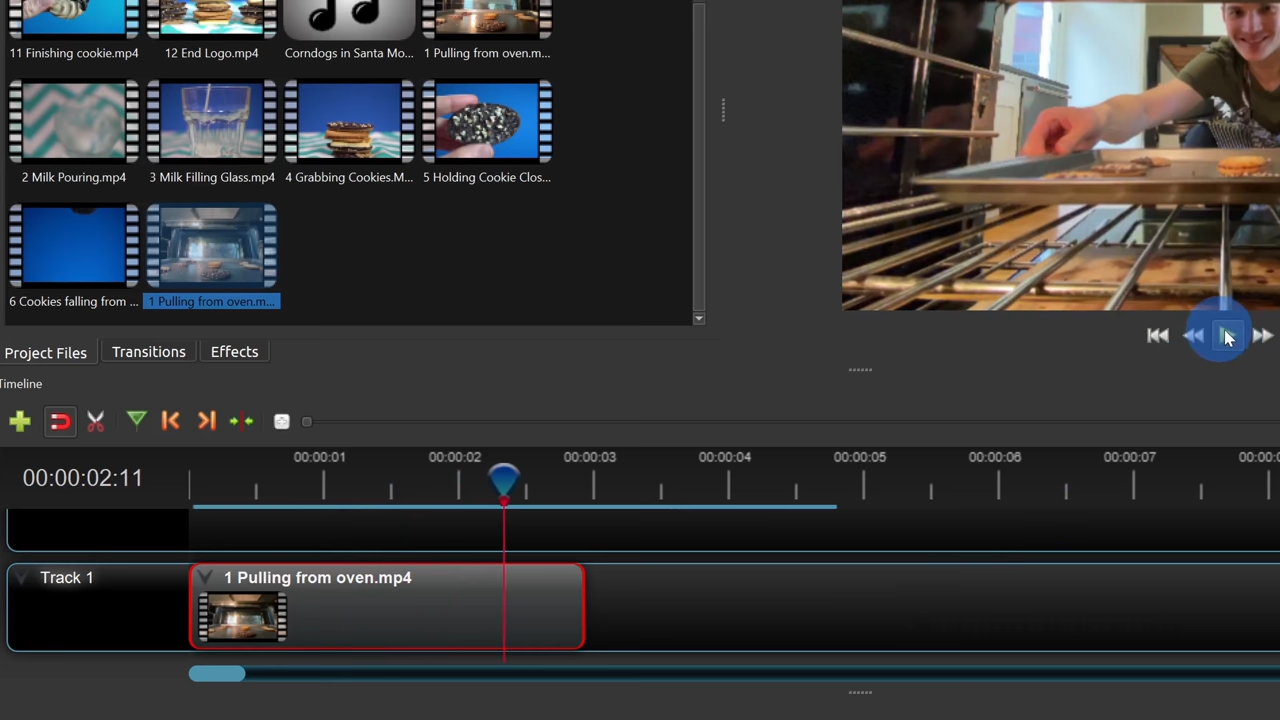 11 Finishing cookie.mp4
12 End Logo.mp4
Corndogs in Santa Mo...
1 Pulling from oven.m...
2 Milk Pouring.mp4
3 Milk Filling Glass.mp4
4 Grabbing Cookies.M...
5 Holding Cookie Clos...
6 Cookies falling from ...
1 Pulling from oven.m...
Project Files
Transitions
Effects
Timeline
00:00:02:11
00:00:01
00:00:02
00:00:03
00:00:04
00:00:05
00:00:06
00:00:07
00:00:0
Track 1
1 Pulling from oven.mp4